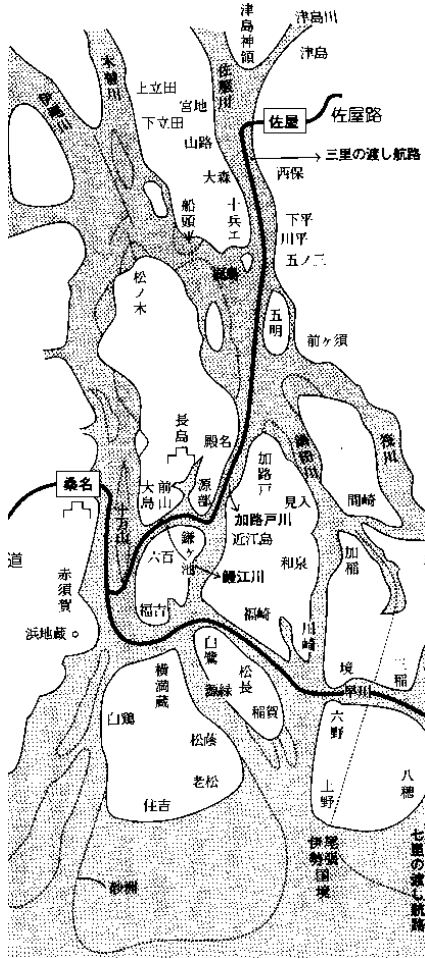 津島川
津島神領
津島
佐屋川
木曽川
上立田
宮地
下立田
佐屋
佐屋路
山路
三里の渡し航路
大森
西保
船頭
十兵エ
下平
川平
五ノ三
松ノ木
五明
前ヶ須
長島
殿名
加路戸
筏川
桑名
大島
前山
源部
見入
間崎
加路戸川
十万山
鎌ヶ池
近江島
加稲
道
六百
和泉
赤須賀
鰻江川
福吉
福崎
川崎
浜地蔵
白鷺
境
三稲
横満蔵
松長
早川
白鶏
稲賀
六野
松蔭
八穂
老松
上野
住吉
尾張
伊勢国境
七里の渡し航路
砂洲